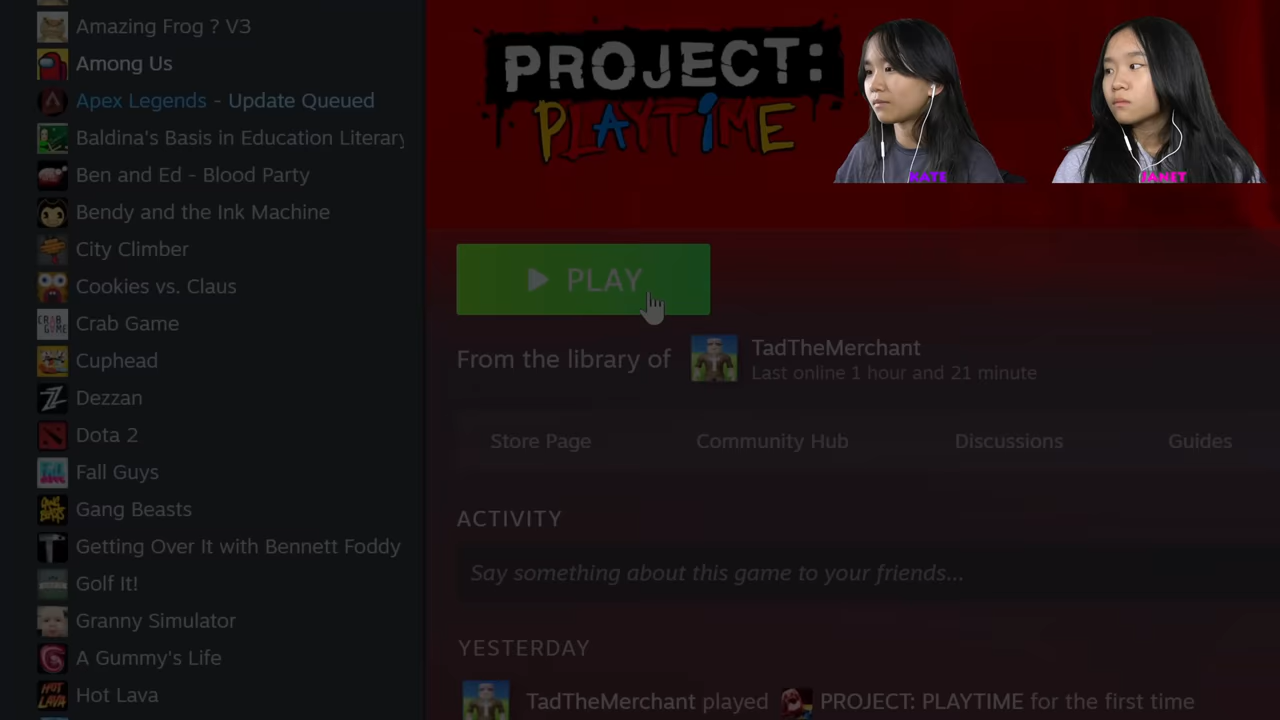 Amazing Frog ? V3
Among Us
Apex Legends - Update Queued
Baldina's Basis in Education Literary
Ben and Ed - Blood Party
Bendy and the Ink Machine
City Climber
Cookies vs. Claus
Crab Game
Cuphead
Dezzan
Dota 2
Fall Guys
Gang Beasts
Getting Over It with Bennett Foddy
Golf It!
Granny Simulator
A Gummy's Life
Hot Lava
PROJECT:
PLAYTIME
KATE
JANET
PLAY
From the library of
TadTheMerchant
Last online 1 hour and 21 minute
Store Page
Community Hub
Discussions
Guides
ACTIVITY
Say something about this game to your friends...
YESTERDAY
TadTheMerchant played PROJECT: PLAYTIME for the first time